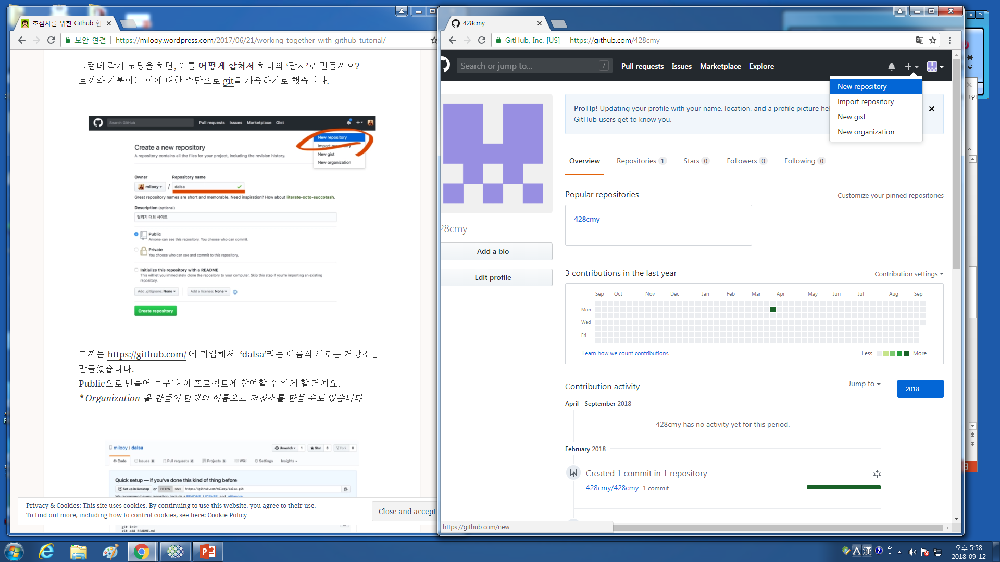 초심자를 위한 Github 협
보안 연결
https://milooy.wordpress.com/2017/06/21/working-together-with-github-tutorial/
그런데 각자 코딩을 하면, 이를 어떻게 합쳐서 하나의 ‘달사’로 만들까요?
토끼와 거북이는 이에 대한 수단으로 git을 사용하기로 했습니다.
Search GitHub
Pull requests Issues Marketplace Gist
New repository
Import repository
New gist
New organization
Create a new repository
A repository contains all the files for your project, including the revision history.
Owner
Repository name
milooy / dalsa
Great repository names are short and memorable. Need inspiration? How about literate-octo-succotash.
Description (optional)
달리기 대회 사이트
Public
Anyone can see this repository. You choose who can commit.
Private
You choose who can see and commit to this repository.
Initialize this repository with a README
This will let you immediately clone the repository to your computer. Skip this step if you're importing an existing
repository.
Add .gitignore: None
Add a license: None
Create repository
토끼는 https://github.com/ 에 가입해서 ‘dalsa’라는 이름의 새로운 저장소를
만들었습니다.
Public으로 만들어 누구나 이 프로젝트에 참여할 수 있게 할 거예요.
* Organization 을 만들어 단체의 이름으로 저장소를 만들 수도 있습니다
milooy / dalsa
Unwatch 1 Star 0 Fork 0
Code Issues 0 Pull requests 0 Projects 0 Wiki Settings Insights
Quick setup — if you've done this kind of thing before
Set up in Desktop or HTTPS SSH https://github.com/milooy/dalsa.git
We recommend every repository include a README, LICENSE, and .gitignore.
Privacy & Cookies: This site uses cookies. By continuing to use this website, you agree to their use.
To find out more, including how to control cookies, see here: Cookie Policy
Close and accept
git init
git add README.md
428cmy
GitHub, Inc. [US]
https://github.com/428cmy
Search or jump to... /
Pull requests Issues Marketplace Explore
New repository
Import repository
New gist
New organization
ProTip! Updating your profile with your name, location, and a profile picture hel
GitHub users get to know you.
Overview Repositories 1 Stars 0 Followers 0 Following 0
Popular repositories
Customize your pinned repositories
428cmy
28cmy
Add a bio
Edit profile
3 contributions in the last year
Contribution settings
Sep Oct Nov Dec Jan Feb Mar Apr May Jun Jul Aug Sep
Mon
Wed
Fri
Learn how we count contributions.
Less
More
Contribution activity
Jump to
2018
April - September 2018
428cmy has no activity yet for this period.
February 2018
Created 1 commit in 1 repository
428cmy/428cmy 1 commit
https://github.com/new
용
료
그인
A 漢
오후 5:58
2018-09-12